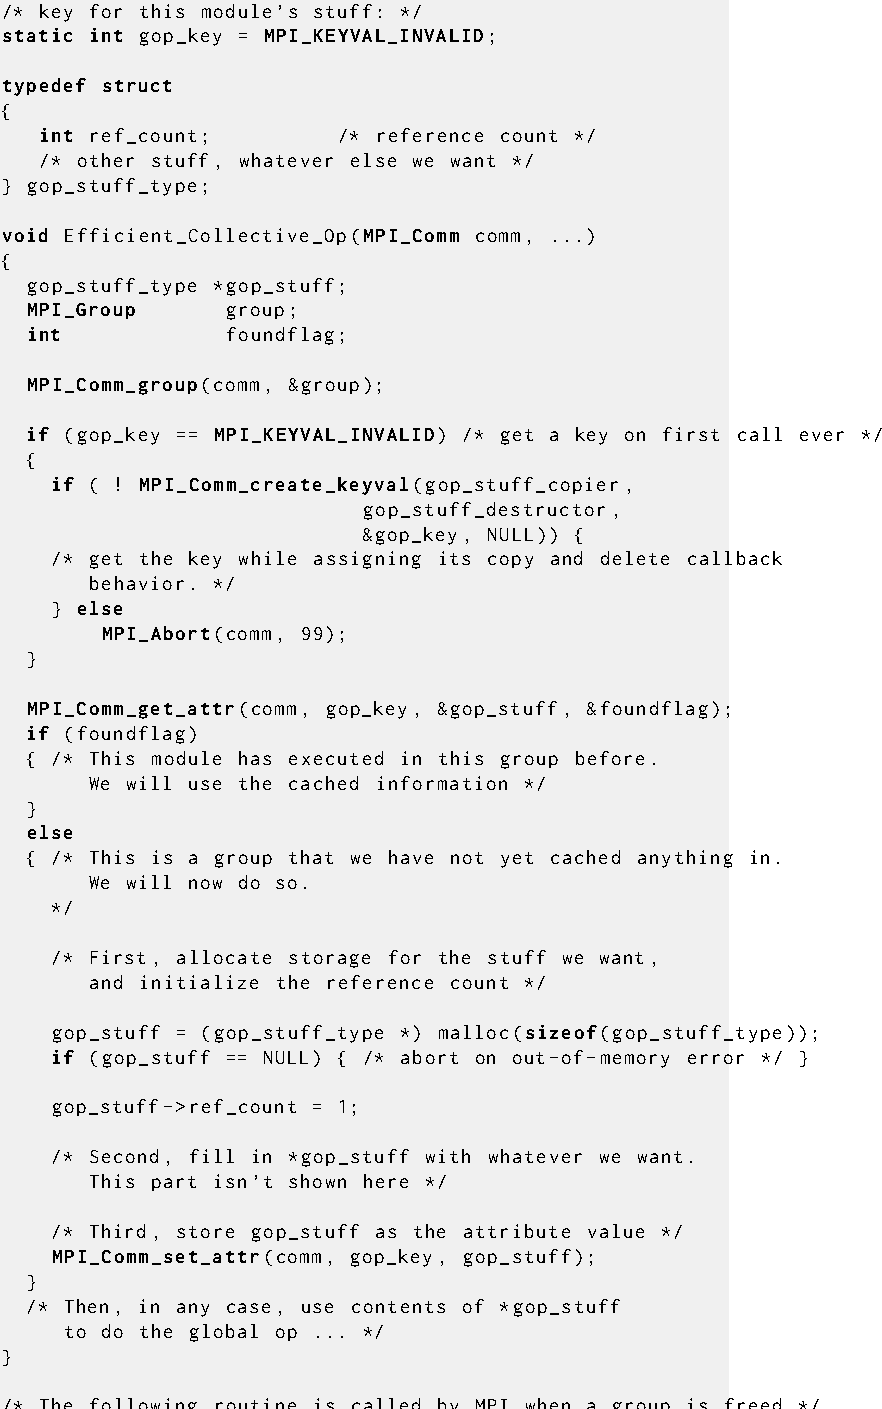 /* key for this module's stuff: */
static int gop_key = MPI_KEYVAL_INVALID;

typedef struct
{
   int ref_count;          /* reference count */
   /* other stuff, whatever else we want */
} gop_stuff_type;

void Efficient_Collective_Op(MPI_Comm comm, ...)
{
  gop_stuff_type *gop_stuff;
  MPI_Group       group;
  int             foundflag;

  MPI_Comm_group(comm, &group);

  if (gop_key == MPI_KEYVAL_INVALID) /* get a key on first call ever */
  {
    if ( ! MPI_Comm_create_keyval(gop_stuff_copier,
                             gop_stuff_destructor,
                             &gop_key, NULL)) {
    /* get the key while assigning its copy and delete callback
       behavior. */
    } else
        MPI_Abort(comm, 99);
  }

  MPI_Comm_get_attr(comm, gop_key, &gop_stuff, &foundflag);
  if (foundflag)
  { /* This module has executed in this group before.
       We will use the cached information */
  }
  else
  { /* This is a group that we have not yet cached anything in.
       We will now do so.
    */

    /* First, allocate storage for the stuff we want,
       and initialize the reference count */

    gop_stuff = (gop_stuff_type *) malloc(sizeof(gop_stuff_type));
    if (gop_stuff == NULL) { /* abort on out-of-memory error */ }

    gop_stuff->ref_count = 1;

    /* Second, fill in *gop_stuff with whatever we want.
       This part isn't shown here */

    /* Third, store gop_stuff as the attribute value */
    MPI_Comm_set_attr(comm, gop_key, gop_stuff);
  }
  /* Then, in any case, use contents of *gop_stuff
     to do the global op ... */
}

/* The following routine is called by MPI when a group is freed */